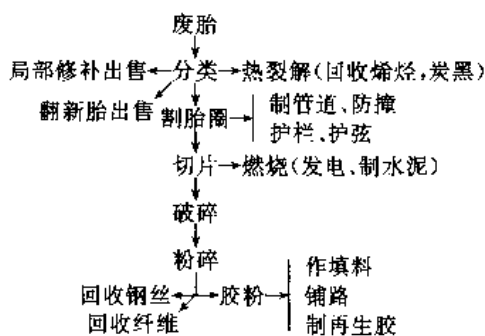 废胎
局部修补出售 分类 热裂解(回收烯烃,炭黑)
翻新胎出售
割胎圈 制管道、防撞
护栏、护弦
切片 燃烧(发电、制水泥)
破碎
粉碎
作填料
回收钢丝 胶粉 铺路
回收纤维
制再生胶